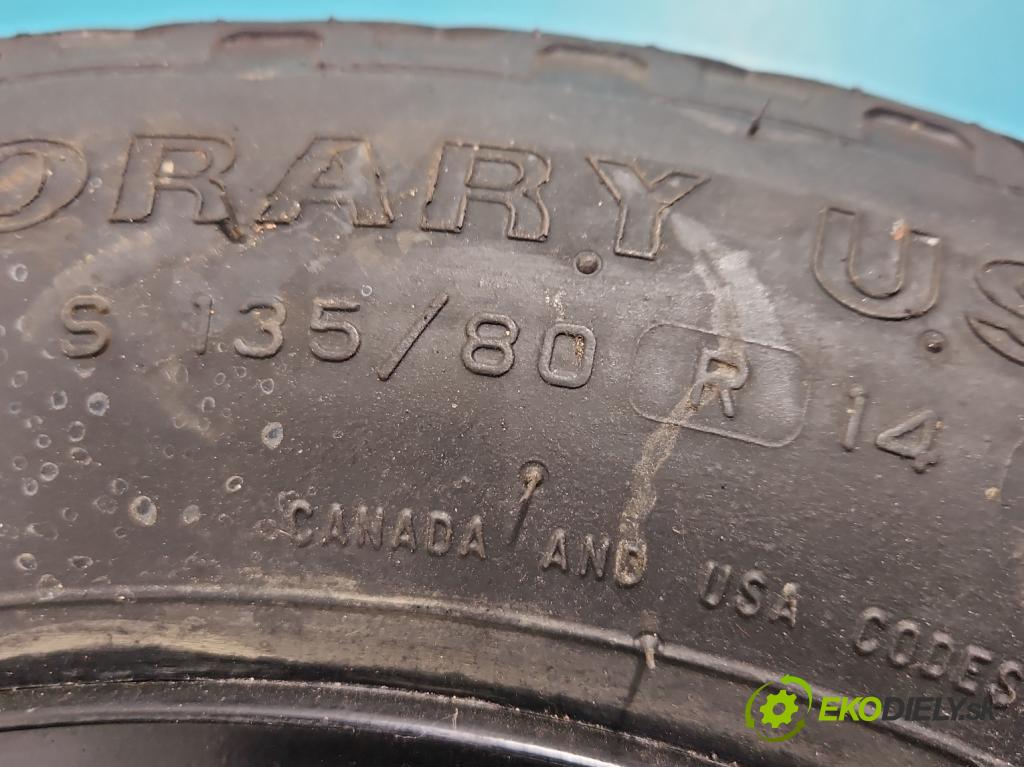 ORARY US
S 135/80 R 14
CANADA AND USA CODES
EKODIELY.sk